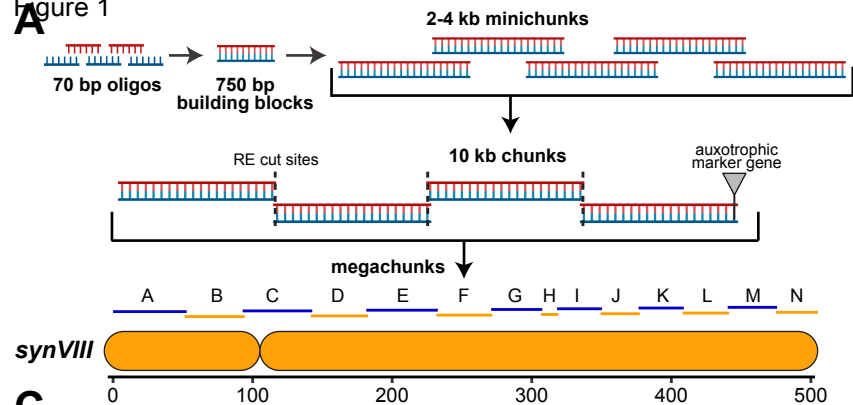 Figure 1
A
2-4 kb minichunks
70 bp oligos
750 bp
building blocks
RE cut sites
10 kb chunks
auxotrophic
marker gene
megachunks
A B C D E F G H I J K L M N
synVIII
0 100 200 300 400 500
C